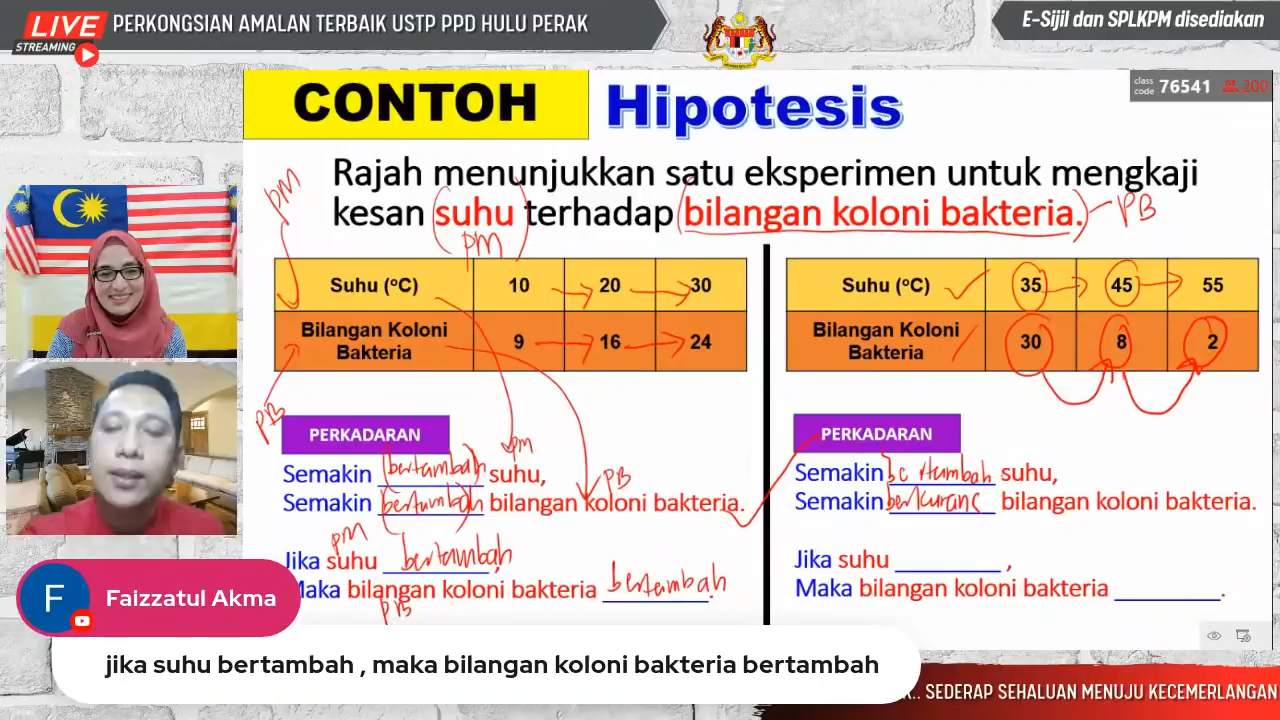 LIVE
STREAMING
PERKONGSIAN AMALAN TERBAIK USTP PPD HULU PERAK
E-Sijil dan SPLKPM disediakan
class code 76541 200
CONTOH
Hipotesis
Rajah menunjukkan satu eksperimen untuk mengkaji
kesan suhu terhadap bilangan koloni bakteria.
PM
PM
PB
Suhu (°C) 10 20 30
Bilangan Koloni Bakteria 9 16 24
PB
PERKADARAN
Semakin bertambah suhu,
Semakin bertambah bilangan koloni bakteria.
PM
PB
PM
Jika suhu bertambah,
Maka bilangan koloni bakteria bertambah.
PB
Suhu (°C) 35 45 55
Bilangan Koloni Bakteria 30 8 2
PERKADARAN
Semakin bertambah suhu,
Semakin berkurang bilangan koloni bakteria.
Jika suhu ,
Maka bilangan koloni bakteria .
F
Faizzatul Akma
jika suhu bertambah , maka bilangan koloni bakteria bertambah
SEDERAP SEHALUAN MENUJU KECEMERLANGAN